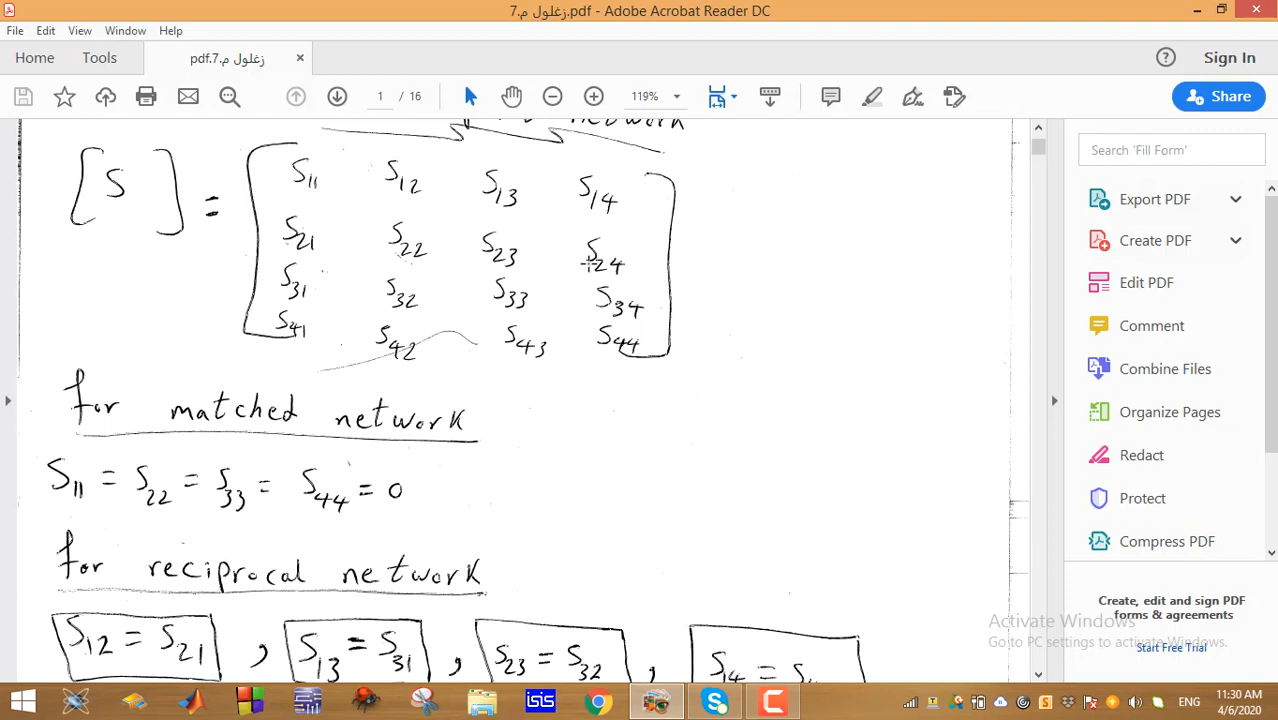 زغلول م.7.pdf - Adobe Acrobat Reader DC
File Edit View Window Help
Home Tools زغلول م.7.pdf × Sign In
1 / 16 119% Share
network
[S] = [S11 S12 S13 S14
S21 S22 S23 S24
S31 S32 S33 S34
S41 S42 S43 S44]
for matched network
S11 = S22 = S33 = S44 = 0
for reciprocal network
S12 = S21 , S13 = S31 , S23 = S32 , S14 =
Search 'Fill Form'
Export PDF
Create PDF
Edit PDF
Comment
Combine Files
Organize Pages
Redact
Protect
Compress PDF
Create, edit and sign PDF
forms & agreements
Start Free Trial
Activate Windows
Go to PC settings to activate Windows.
isis
ENG
11:30 AM
4/6/2020